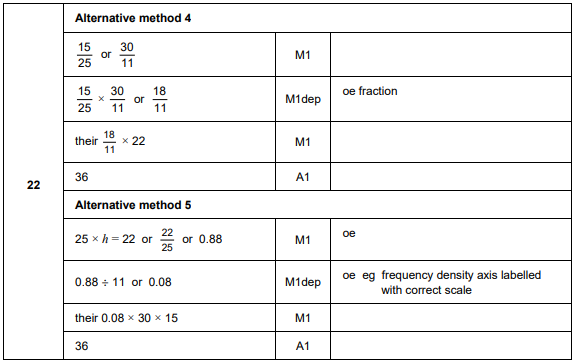 Alternative method 4
15/25 or 30/11 M1
15/25 × 30/11 or 18/11 M1dep oe fraction
their 18/11 × 22 M1
36 A1
22
Alternative method 5
25 × h = 22 or 22/25 or 0.88 M1 oe
0.88 ÷ 11 or 0.08 M1dep oe eg frequency density axis labelled
with correct scale
their 0.08 × 30 × 15 M1
36 A1